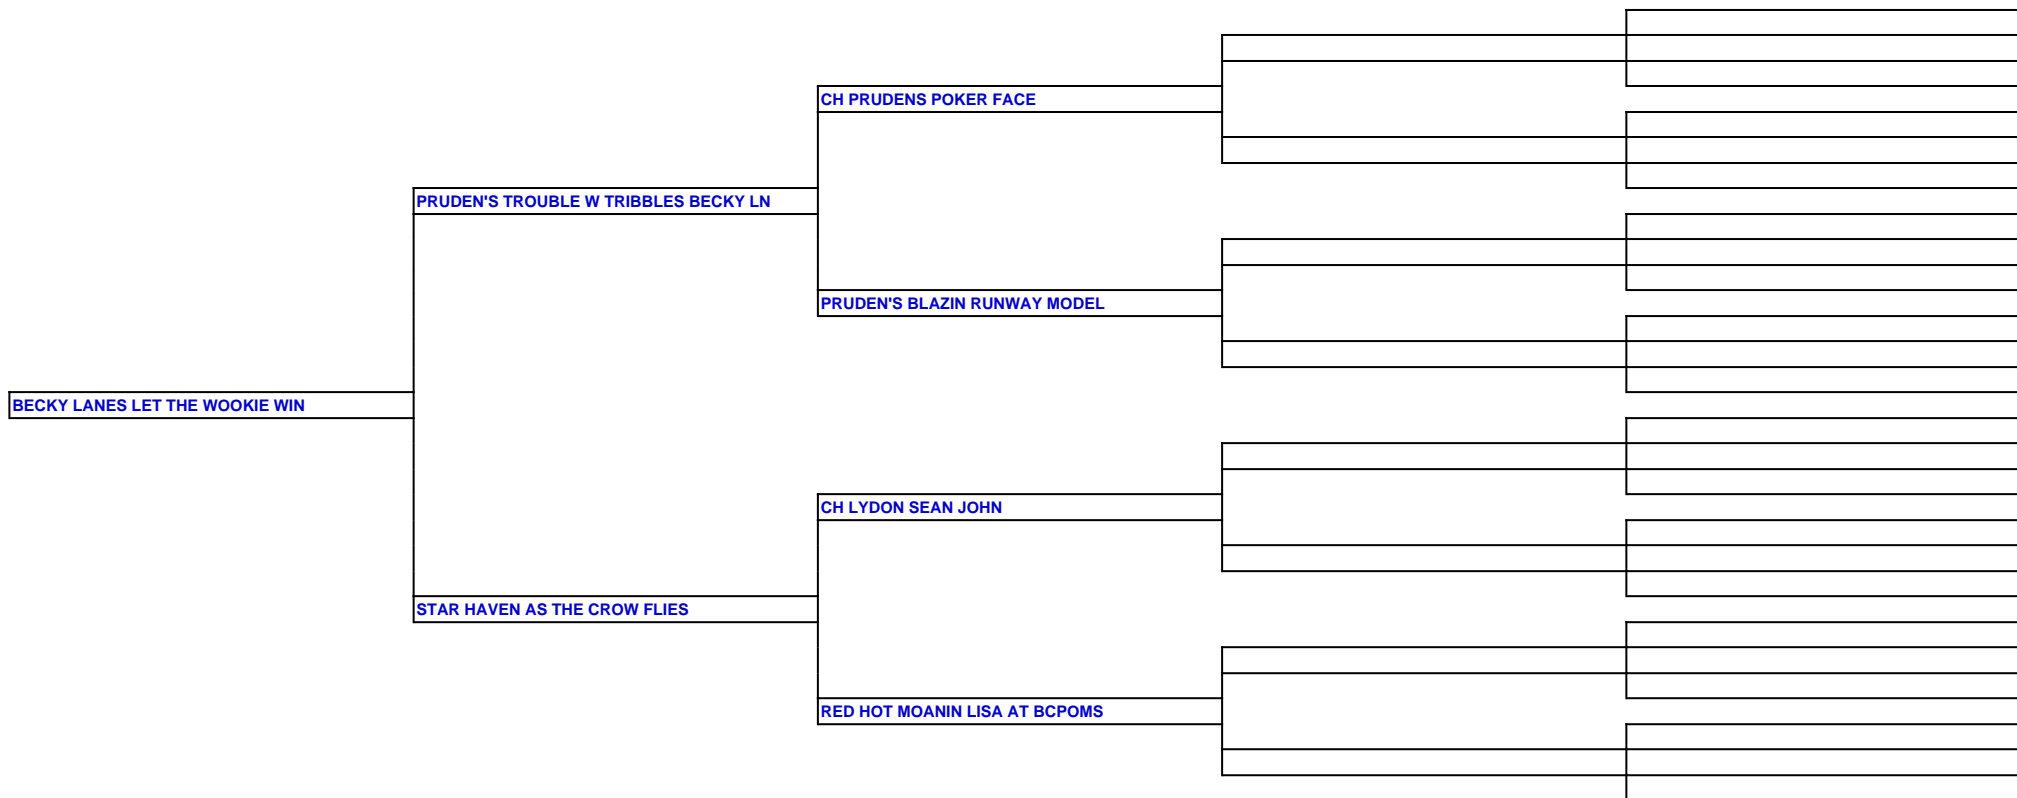 CH PRUDENS POKER FACE
PRUDEN'S TROUBLE W TRIBBLES BECKY LN
PRUDEN'S BLAZIN RUNWAY MODEL
BECKY LANES LET THE WOOKIE WIN
CH LYDON SEAN JOHN
STAR HAVEN AS THE CROW FLIES
RED HOT MOANIN LISA AT BCPOMS